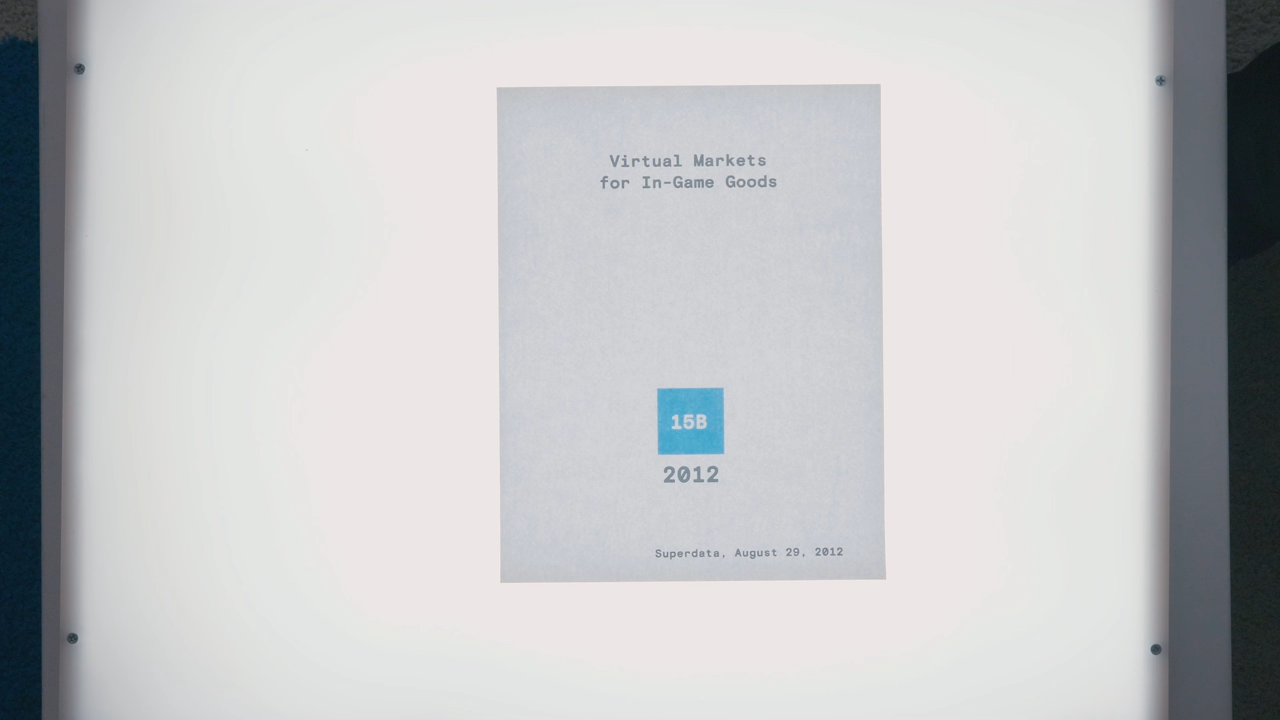 Virtual Markets
for In-Game Goods
15B
2012
Superdata, August 29, 2012